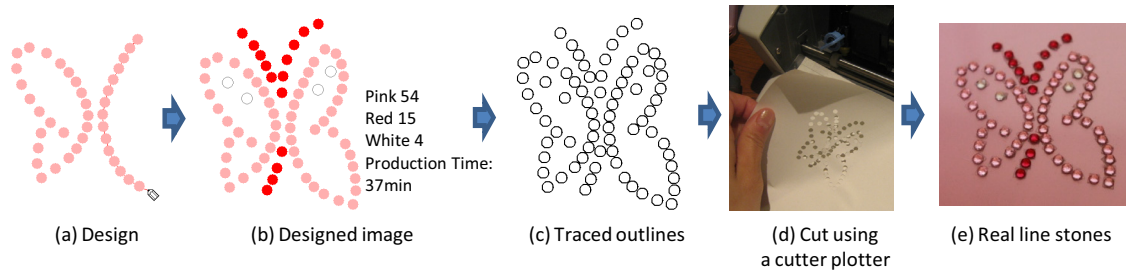 Pink 54
Red 15
White 4
Production Time:
37min
(a) Design
(b) Designed image
(c) Traced outlines
(d) Cut using
a cutter plotter
(e) Real line stones